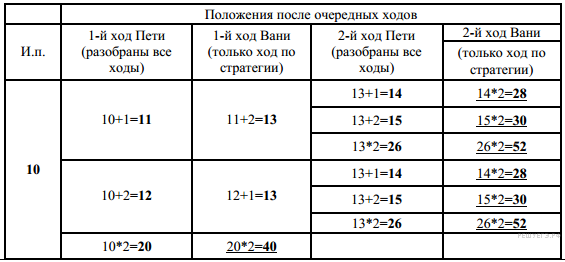 Положения после очередных ходов
И.п.
1-й ход Пети
(разобраны все
ходы)
1-й ход Вани
(только ход по
стратегии)
2-й ход Пети
(разобраны все
ходы)
2-й ход Вани
(только ход по
стратегии)
10
10+1=11
11+2=13
13+1=14
14*2=28
13+2=15
15*2=30
13*2=26
26*2=52
10+2=12
12+1=13
13+1=14
14*2=28
13+2=15
15*2=30
13*2=26
26*2=52
10*2=20
20*2=40